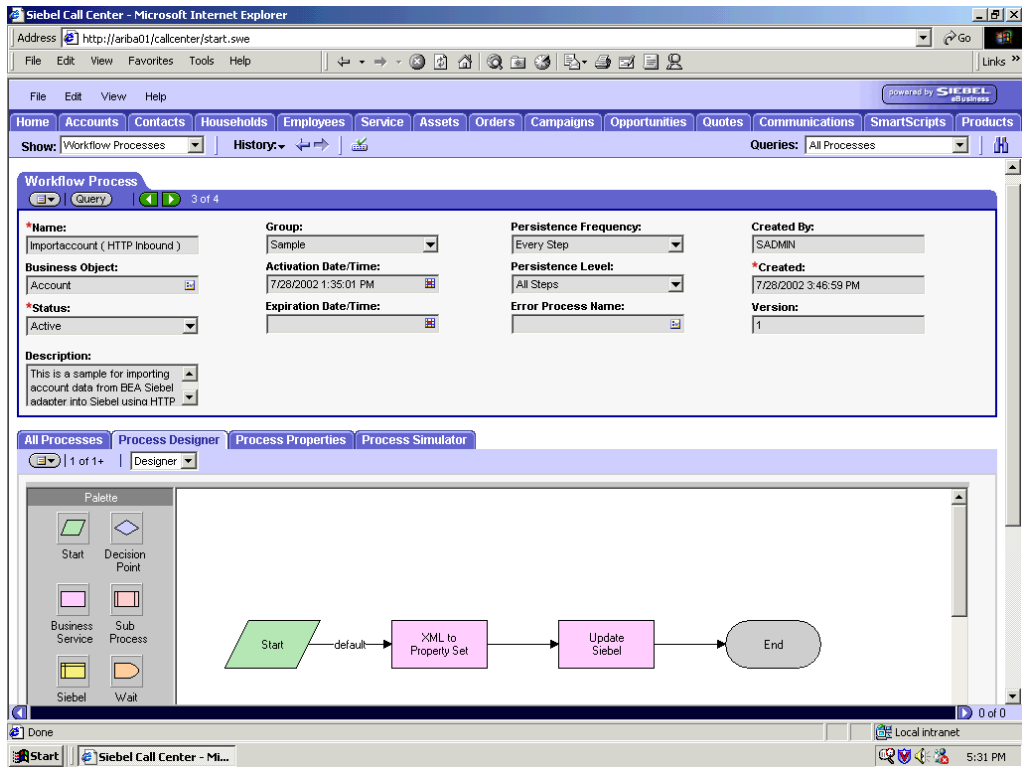 Siebel Call Center - Microsoft Internet Explorer
Address http://ariba01/callcenter/start.swe Go
File Edit View Favorites Tools Help Links »
File Edit View Help powered by SIEBEL eBusiness
Home Accounts Contacts Households Employees Service Assets Orders Campaigns Opportunities Quotes Communications SmartScripts Products
Show: Workflow Processes History: Queries: All Processes
Workflow Process
Query 3 of 4
*Name: Group: Persistence Frequency: Created By:
Importaccount ( HTTP Inbound ) Sample Every Step SADMIN
Business Object: Activation Date/Time: Persistence Level: *Created:
Account 7/28/2002 1:35:01 PM All Steps 7/28/2002 3:46:59 PM
*Status: Expiration Date/Time: Error Process Name: Version:
Active 1
Description:
This is a sample for importing
account data from BEA Siebel
adapter into Siebel using HTTP
All Processes Process Designer Process Properties Process Simulator
1 of 1+ Designer
Palette
Start Decision Point
Business Service Sub Process
Siebel Wait
Start default XML to Property Set Update Siebel End
0 of 0
Done Local intranet
Start Siebel Call Center - Mi... 5:31 PM